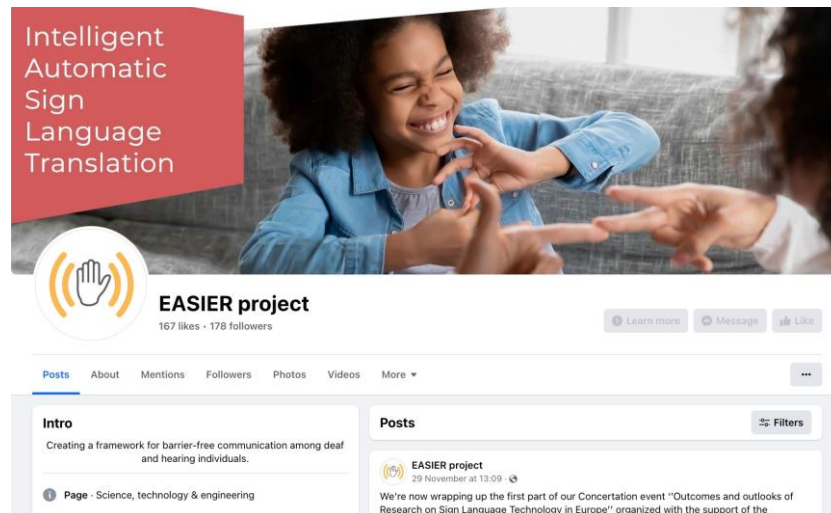 Intelligent
Automatic
Sign
Language
Translation
EASIER project
167 likes • 178 followers
Learn more
Message
Like
Posts
About
Mentions
Followers
Photos
Videos
More
Intro
Creating a framework for barrier-free communication among deaf
and hearing individuals.
Page · Science, technology & engineering
Posts
Filters
EASIER project
29 November at 13:09 ·
We're now wrapping up the first part of our Concertation event "Outcomes and outlooks of
Research on Sign Language Technology in Europe" organized with the support of the